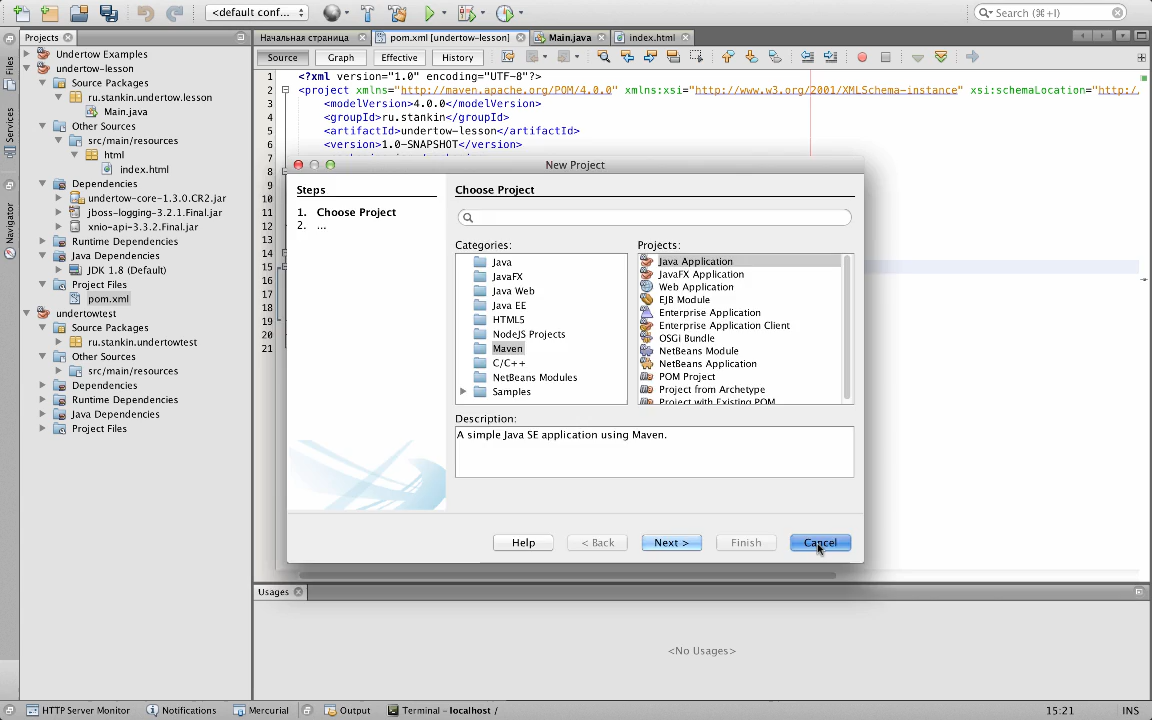 <default conf...
Search (⌘+I)
Projects
Начальная страница
pom.xml [undertow-lesson]
Main.java
index.html
Files
Services
Navigator
Source
Graph
Effective
History
Undertow Examples
undertow-lesson
Source Packages
ru.stankin.undertow.lesson
Main.java
Other Sources
src/main/resources
html
index.html
Dependencies
undertow-core-1.3.0.CR2.jar
jboss-logging-3.2.1.Final.jar
xnio-api-3.3.2.Final.jar
Runtime Dependencies
Java Dependencies
JDK 1.8 (Default)
Project Files
pom.xml
undertowtest
Source Packages
ru.stankin.undertowtest
Other Sources
src/main/resources
Dependencies
Runtime Dependencies
Java Dependencies
Project Files
1 <?xml version="1.0" encoding="UTF-8"?>
2 <project xmlns="http://maven.apache.org/POM/4.0.0" xmlns:xsi="http://www.w3.org/2001/XMLSchema-instance" xsi:schemaLocation="http:/.
3 <modelVersion>4.0.0</modelVersion>
4 <groupId>ru.stankin</groupId>
5 <artifactId>undertow-lesson</artifactId>
6 <version>1.0-SNAPSHOT</version>
7
8
9
10
11
12
13
14
15
16
17
18
19
20
21
New Project
Steps
1. Choose Project
2. ...
Choose Project
Categories:
Java
JavaFX
Java Web
Java EE
HTML5
NodeJS Projects
Maven
C/C++
NetBeans Modules
Samples
Projects:
Java Application
JavaFX Application
Web Application
EJB Module
Enterprise Application
Enterprise Application Client
OSGi Bundle
NetBeans Module
NetBeans Application
POM Project
Project from Archetype
Project with Existing POM
Description:
A simple Java SE application using Maven.
Help
< Back
Next >
Finish
Cancel
Usages
<No Usages>
HTTP Server Monitor
Notifications
Mercurial
Output
Terminal - localhost /
15:21
INS